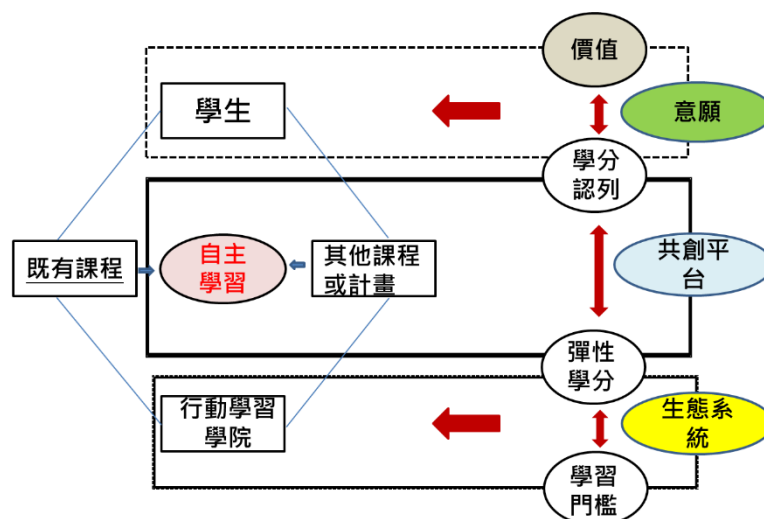 價值
學生
意願
學分
認列
既有課程
自主
學習
其他課程
或計畫
共創平
台
彈性
學分
行動學習
學院
生態系
統
學習
門檻